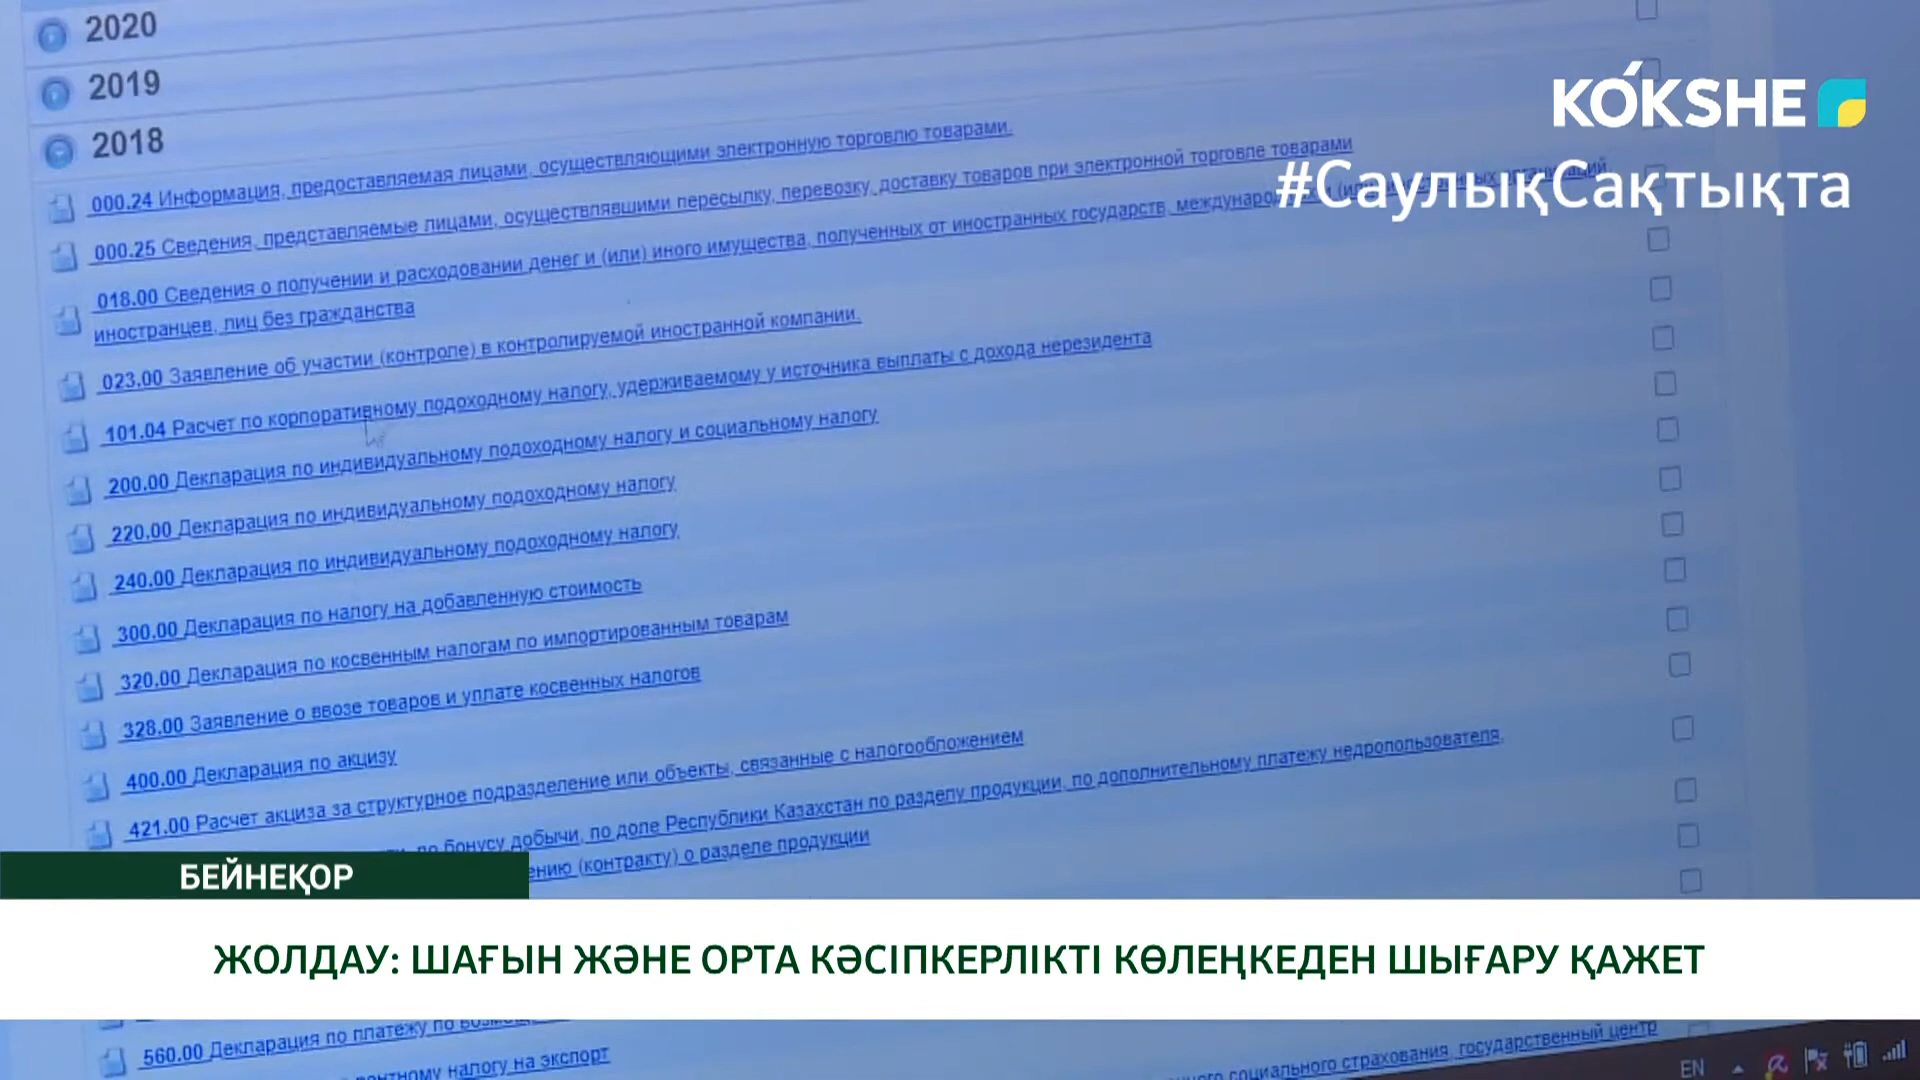 2020
2019
2018
KÓKSHE
#СаулықСақтықта
000.24 Информация, предоставляемая лицами, осуществляющими электронную торговлю товарами.
000.25 Сведения, представляемые лицами, осуществлявшими пересылку, перевозку, доставку товаров при электронной торговле товарами
018.00 Сведения о получении и расходовании денег и (или) иного имущества, полученных от иностранных государств,
иностранцев, лиц без гражданства
023.00 Заявление об участии (контроле) в контролируемой иностранной компании.
101.04 Расчет по корпоративному подоходному налогу, удерживаемому у источника выплаты с дохода нерезидента
200.00 Декларация по индивидуальному подоходному налогу и социальному налогу
220.00 Декларация по индивидуальному подоходному налогу
240.00 Декларация по индивидуальному подоходному налогу
300.00 Декларация по налогу на добавленную стоимость
320.00 Декларация по косвенным налогам по импортированным товарам
328.00 Заявление о ввозе товаров и уплате косвенных налогов
400.00 Декларация по акцизу
421.00 Расчет акциза за структурное подразделение или объекты, связанные с налогообложением
по бонусу добычи, по доле Республики Казахстан по разделу продукции, по дополнительному платежу недропользователя,
(контракту) о разделе продукции
БЕЙНЕҚОР
ЖОЛДАУ: ШАҒЫН ЖӘНЕ ОРТА КӘСІПКЕРЛІКТІ КӨЛЕҢКЕДЕН ШЫҒАРУ ҚАЖЕТ
560.00 Декларация по платежу по
налогу на экспорт
социального страхования, государственный центр
EN